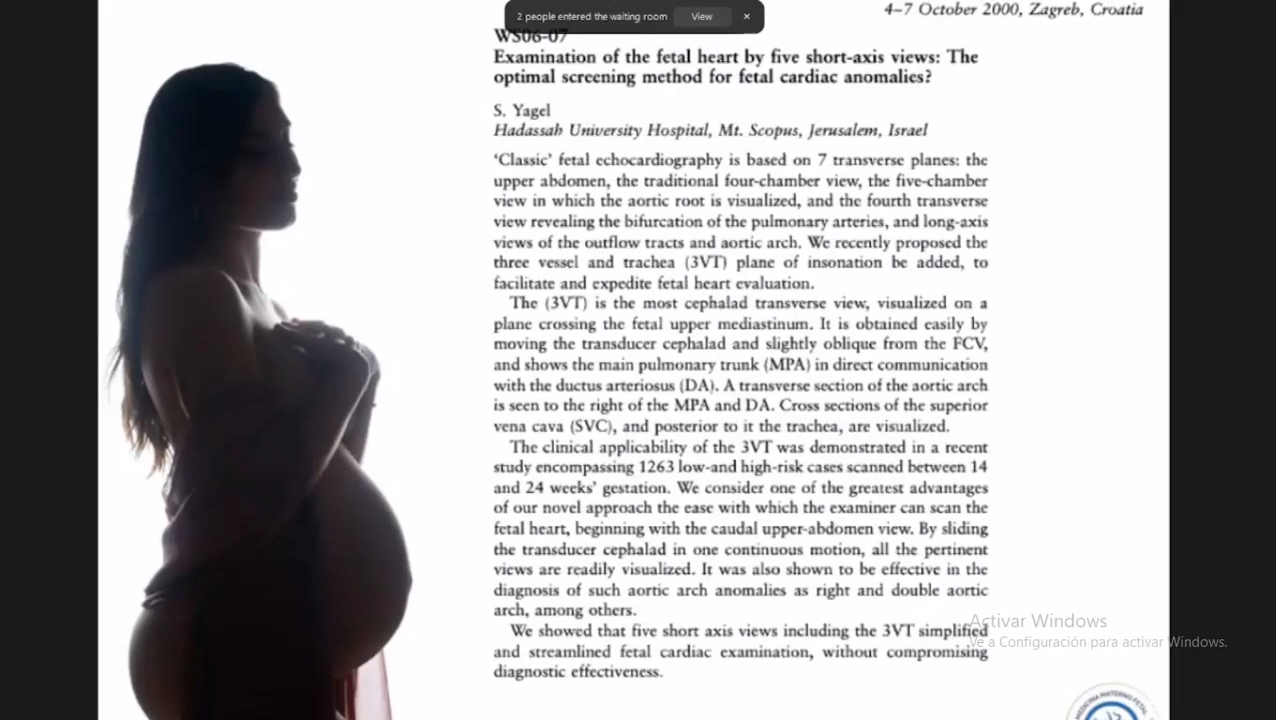 4–7 October 2000, Zagreb, Croatia
2 people entered the waiting room
View
WS06-07
Examination of the fetal heart by five short-axis views: The
optimal screening method for fetal cardiac anomalies?
S. Yagel
Hadassah University Hospital, Mt. Scopus, Jerusalem, Israel
‘Classic’ fetal echocardiography is based on 7 transverse planes: the
upper abdomen, the traditional four-chamber view, the five-chamber
view in which the aortic root is visualized, and the fourth transverse
view revealing the bifurcation of the pulmonary arteries, and long-axis
views of the outflow tracts and aortic arch. We recently proposed the
three vessel and trachea (3VT) plane of insonation be added, to
facilitate and expedite fetal heart evaluation.
The (3VT) is the most cephalad transverse view, visualized on a
plane crossing the fetal upper mediastinum. It is obtained easily by
moving the transducer cephalad and slightly oblique from the FCV,
and shows the main pulmonary trunk (MPA) in direct communication
with the ductus arteriosus (DA). A transverse section of the aortic arch
is seen to the right of the MPA and DA. Cross sections of the superior
vena cava (SVC), and posterior to it the trachea, are visualized.
The clinical applicability of the 3VT was demonstrated in a recent
study encompassing 1263 low-and high-risk cases scanned between 14
and 24 weeks’ gestation. We consider one of the greatest advantages
of our novel approach the ease with which the examiner can scan the
fetal heart, beginning with the caudal upper-abdomen view. By sliding
the transducer cephalad in one continuous motion, all the pertinent
views are readily visualized. It was also shown to be effective in the
diagnosis of such aortic arch anomalies as right and double aortic
arch, among others.
We showed that five short axis views including the 3VT simplified
and streamlined fetal cardiac examination, without compromising
diagnostic effectiveness.
Activar Windows
Ve a Configuración para activar Windows.